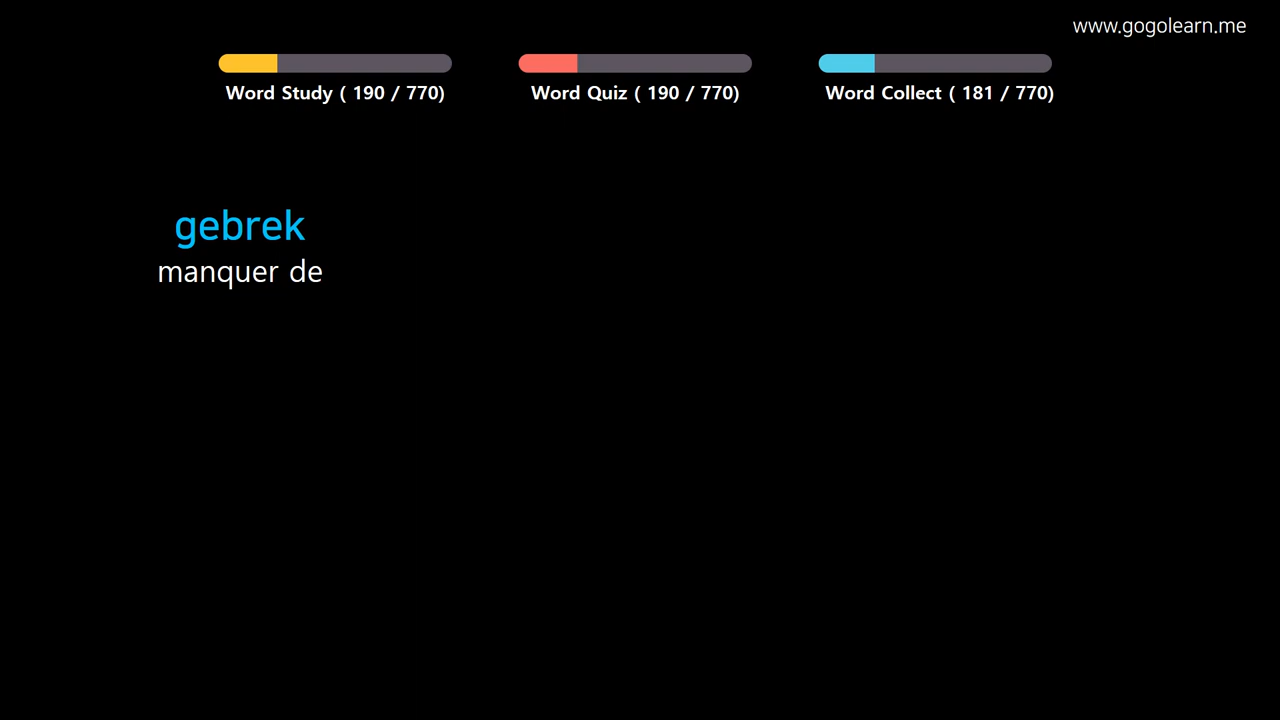 www.gogolearn.me
Word Study ( 190 / 770)
Word Quiz ( 190 / 770)
Word Collect ( 181 / 770)
gebrek
manquer de